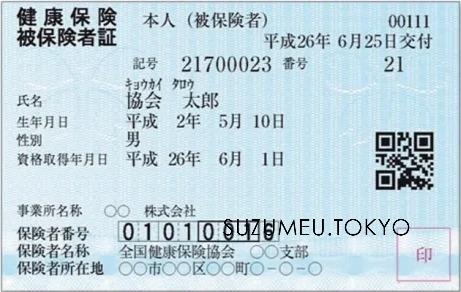 健康保険 本人（被保険者） 00111
被保険者証 平成26年 6月25日交付
記号 21700023 番号 21
ｷｮｳｶｲ ﾀﾛｳ
氏名 協会 太郎
生年月日 平成 2年 5月10日
性別 男
資格取得年月日 平成 26年 6月 1日
事業所名称 ○○ 株式会社
SUZUMEU.TOKYO
保険者番号 01010016
保険者名称 全国健康保険協会 ○○支部
保険者所在地 ○○市○○区○○町○-○-○
印